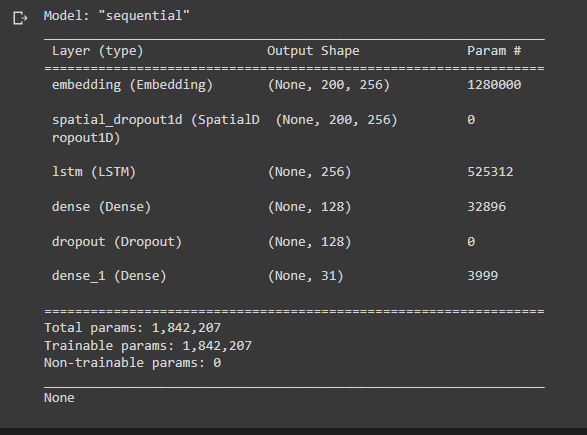 Model: "sequential"
_________________________________________________________________
Layer (type) Output Shape Param #
=================================================================
embedding (Embedding) (None, 200, 256) 1280000
spatial_dropout1d (SpatialD (None, 200, 256) 0
ropout1D)
lstm (LSTM) (None, 256) 525312
dense (Dense) (None, 128) 32896
dropout (Dropout) (None, 128) 0
dense_1 (Dense) (None, 31) 3999
=================================================================
Total params: 1,842,207
Trainable params: 1,842,207
Non-trainable params: 0
_________________________________________________________________
None